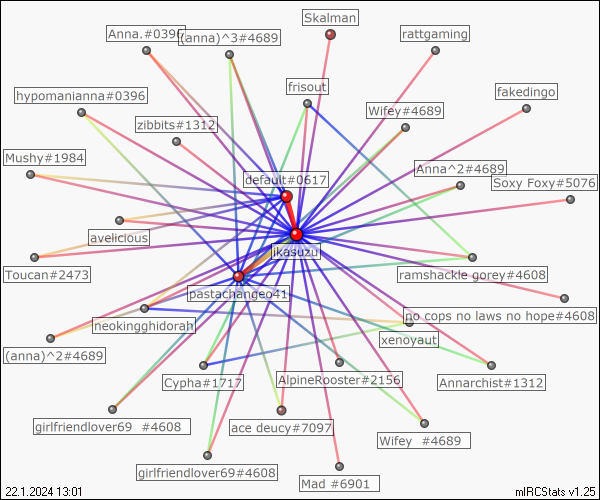 Skalman
Anna.#0396
(anna)^3#4689
rattgaming
frisout
fakedingo
hypomanianna#0396
Wifey#4689
zibbits#1312
Mushy#1984
Anna^2#4689
default#0617
Soxy Foxy#5076
avelicious
jikasuzu
Toucan#2473
ramshackle gorey#4608
pastachangeo41
no cops no laws no hope#4608
neokingghidorah
xenoyaut
(anna)^2#4689
Cypha#1717
AlpineRooster#2156
Annarchist#1312
girlfriendlover69 #4608
ace deucy#7097
Wifey #4689
girlfriendlover69#4608
Mad #6901
22.1.2024 13:01
mIRCStats v1.25